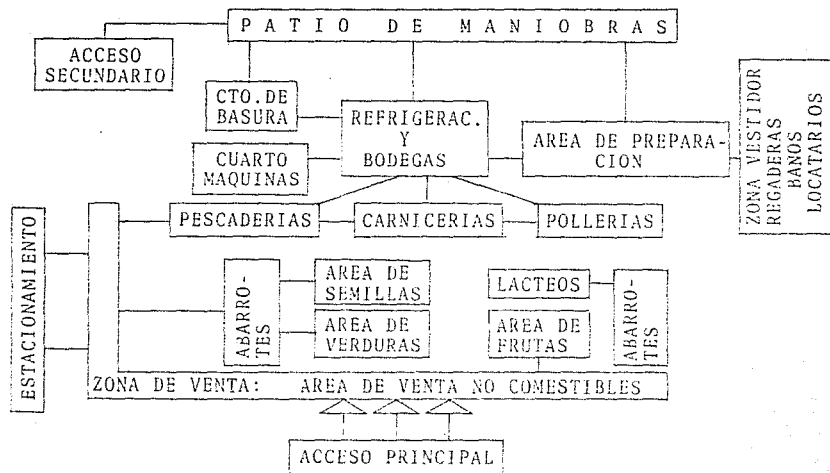 PATIO DE MANIOBRAS
ACCESO
SECUNDARIO
CTO.DE
BASURA
REFRIGERAC.
Y
BODEGAS
AREA DE PREPARA-
CION
ZONA VESTIDOR
REGADERAS
BANOS
LOCATARIOS
CUARTO
MAQUINAS
PESCADERIAS
CARNICERIAS
POLLERIAS
ESTACIONAMIENTO
ABARRO-
TES
AREA DE
SEMILLAS
AREA DE
VERDURAS
LACTEOS
AREA DE
FRUTAS
ABARRO-
TES
ZONA DE VENTA: AREA DE VENTA NO COMESTIBLES
ACCESO PRINCIPAL